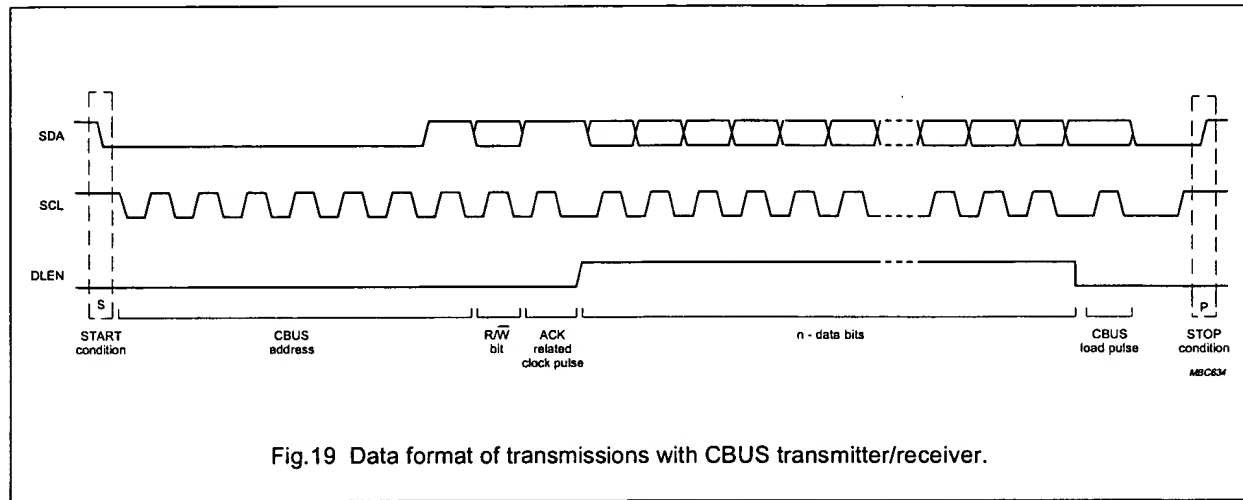 SDA
SCL
DLEN
S
P
START
condition
CBUS
address
R/W̅
bit
ACK
related
clock pulse
n - data bits
CBUS
load pulse
STOP
condition
MBC634
Fig.19 Data format of transmissions with CBUS transmitter/receiver.